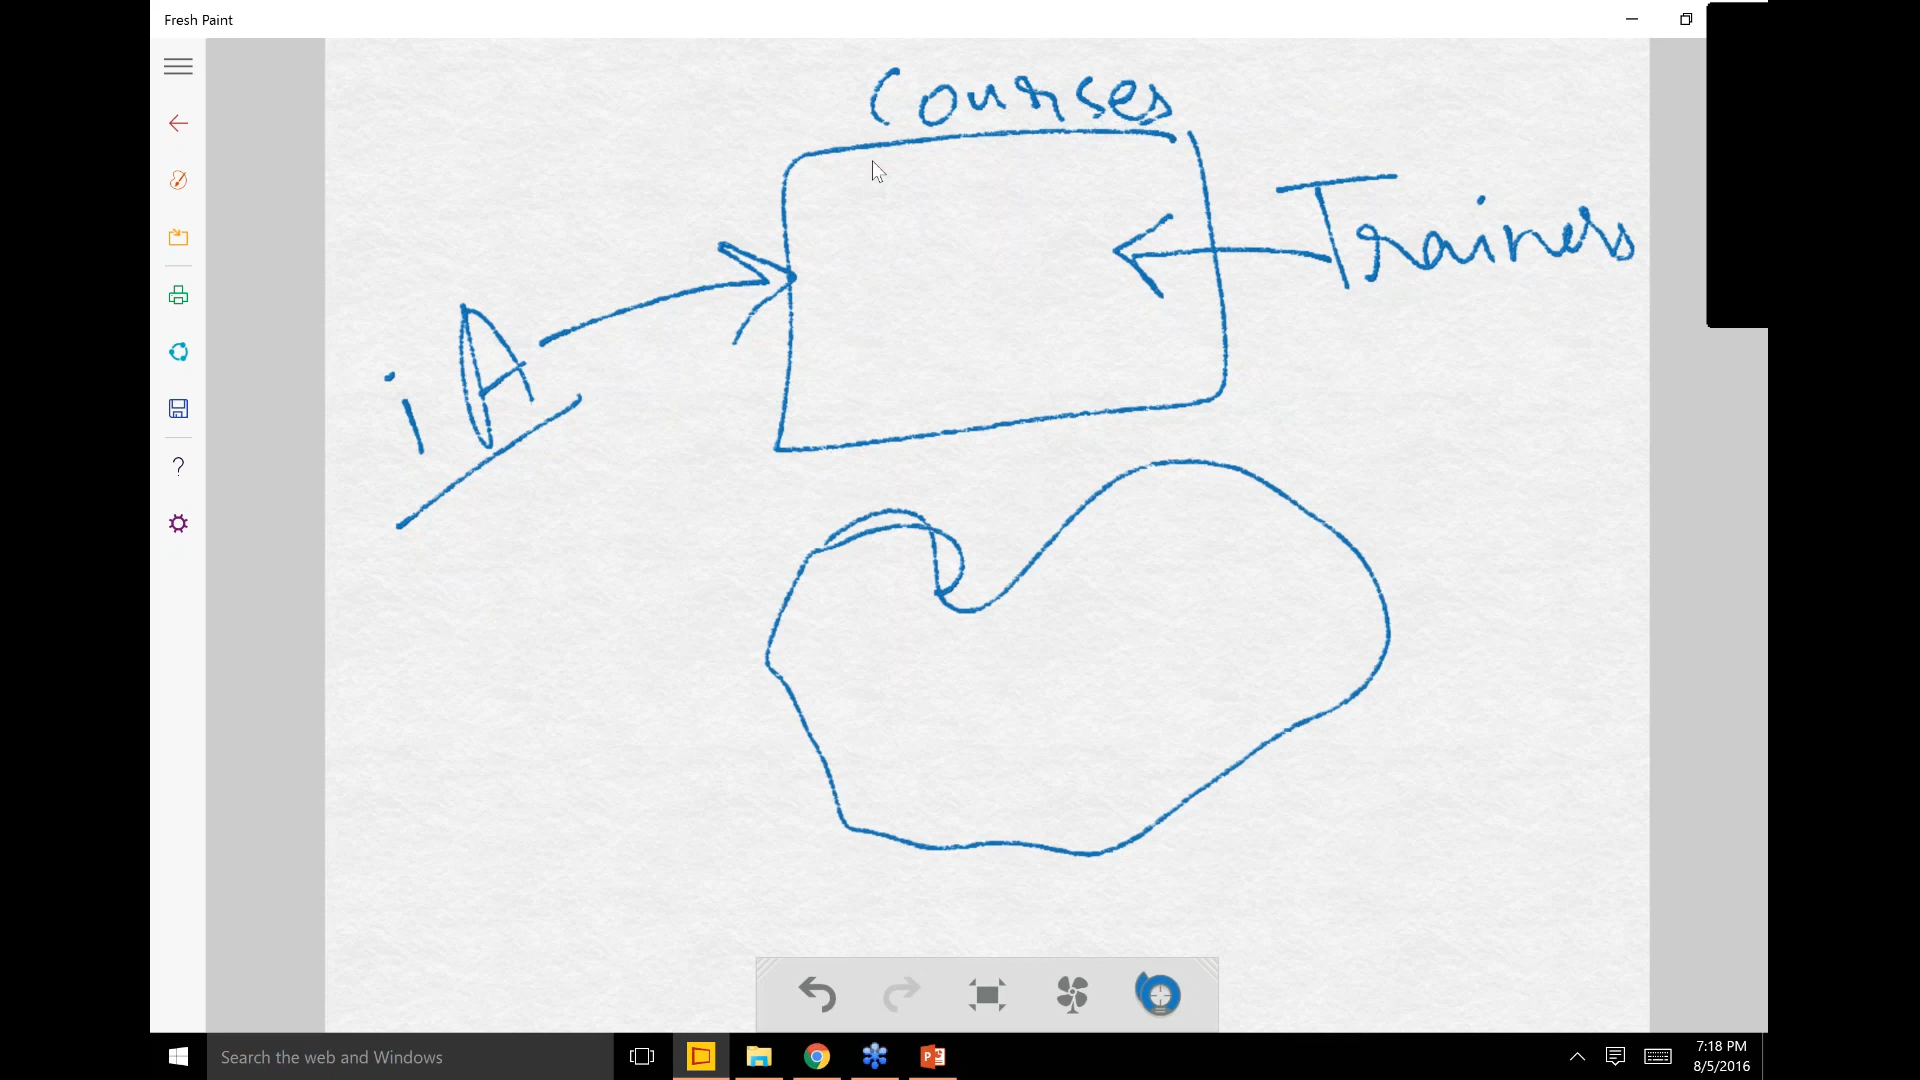 Fresh Paint
Courses
Trainers
iA
?
Search the web and Windows
7:18 PM
8/5/2016